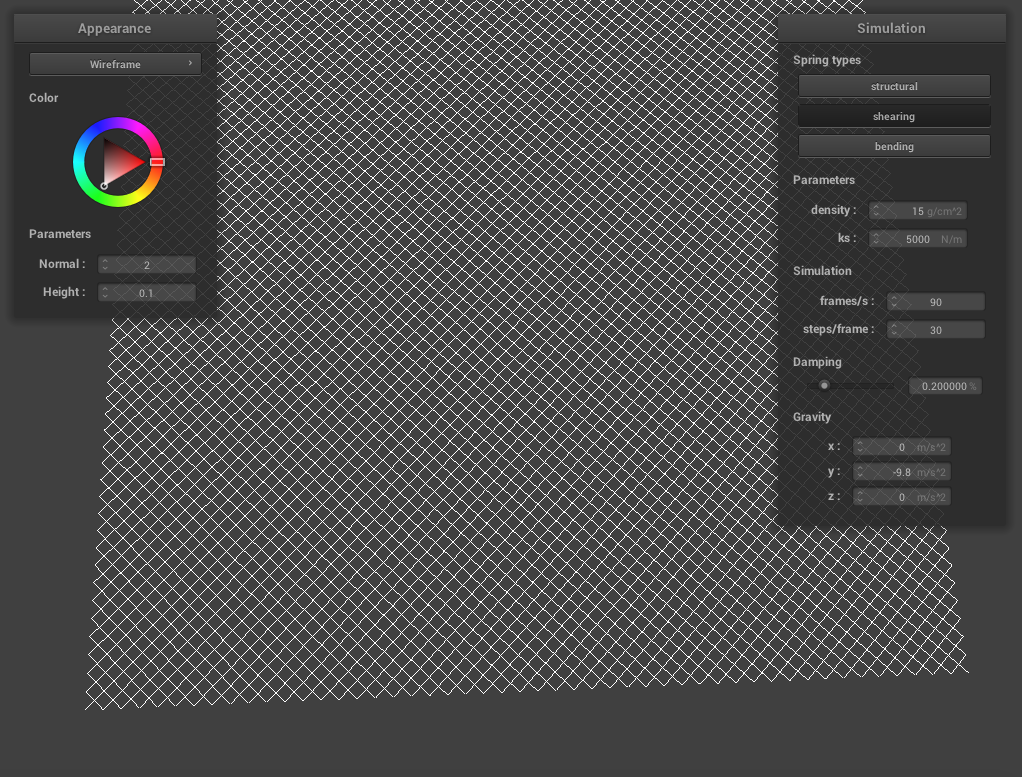 Appearance
Wireframe
Color
Parameters
Normal : 2
Height : 0.1
Simulation
Spring types
structural
shearing
bending
Parameters
density : 15 g/cm^2
ks : 5000 N/m
Simulation
frames/s : 90
steps/frame : 30
Damping
0.200000 %
Gravity
x : 0 m/s^2
y : -9.8 m/s^2
z : 0 m/s^2